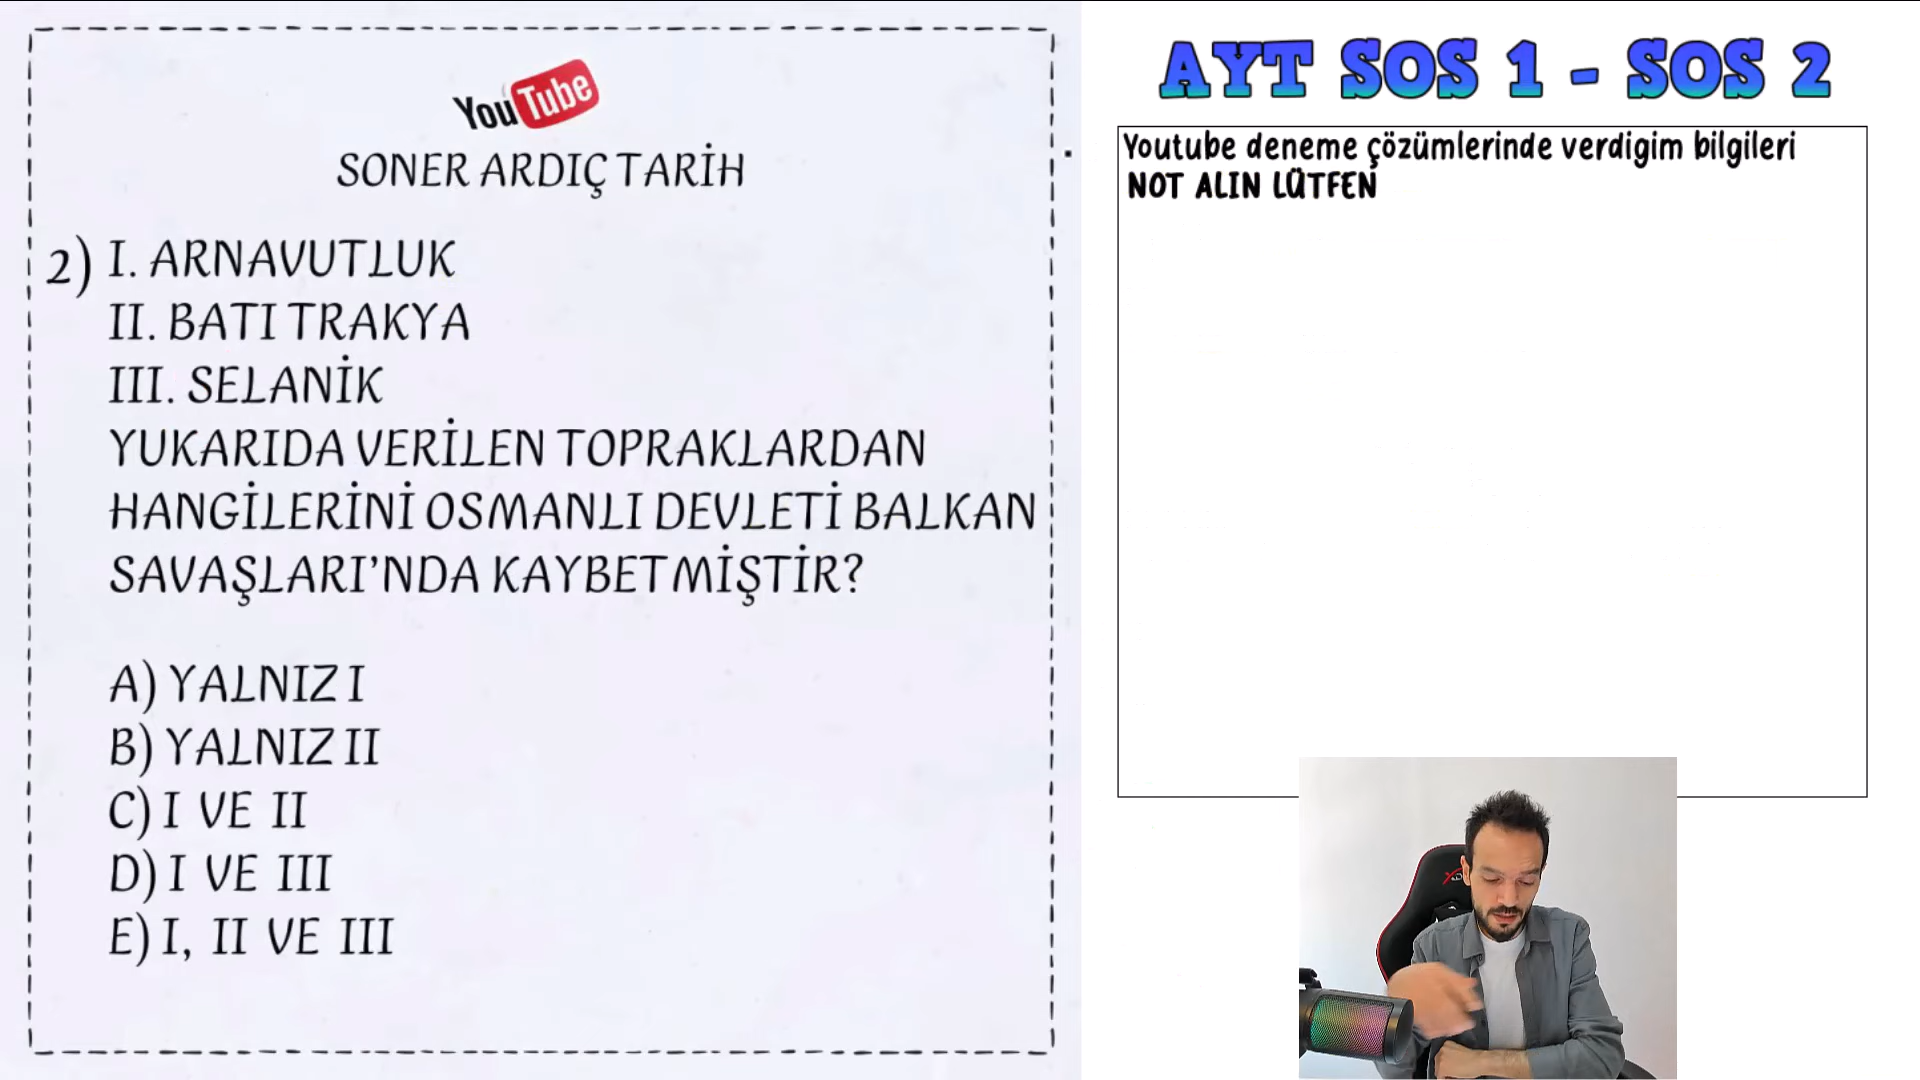 YouTube
SONER ARDIÇ TARİH
2) I. ARNAVUTLUK
II. BATI TRAKYA
III. SELANİK
YUKARIDA VERİLEN TOPRAKLARDAN
HANGİLERİNİ OSMANLI DEVLETİ BALKAN
SAVAŞLARI'NDA KAYBETMİŞTİR?
A) YALNIZ I
B) YALNIZ II
C) I VE II
D) I VE III
E) I, II VE III
AYT SOS 1 - SOS 2
Youtube deneme çözümlerinde verdigim bilgileri
NOT ALIN LÜTFEN